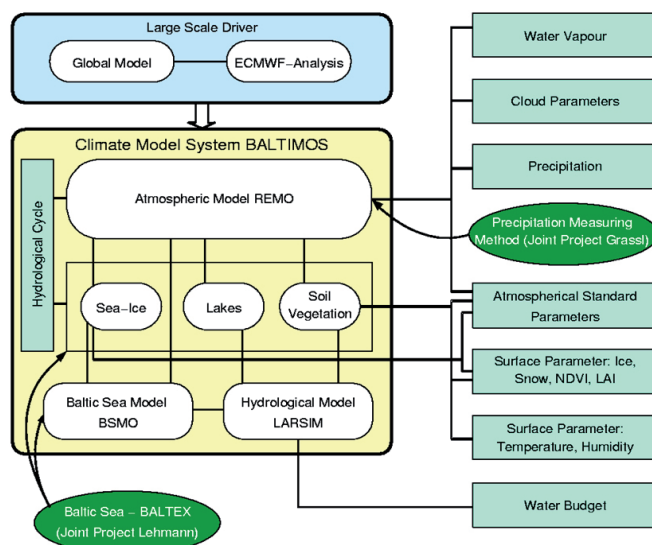 Large Scale Driver
Global Model
ECMWF-Analysis
Climate Model System BALTIMOS
Hydrological Cycle
Atmospheric Model REMO
Sea-Ice
Lakes
Soil
Vegetation
Baltic Sea Model
BSMO
Hydrological Model
LARSIM
Baltic Sea – BALTEX
(Joint Project Lehmann)
Water Vapour
Cloud Parameters
Precipitation
Precipitation Measuring
Method (Joint Project Grassl)
Atmospherical Standard
Parameters
Surface Parameter: Ice,
Snow, NDVI, LAI
Surface Parameter:
Temperature, Humidity
Water Budget